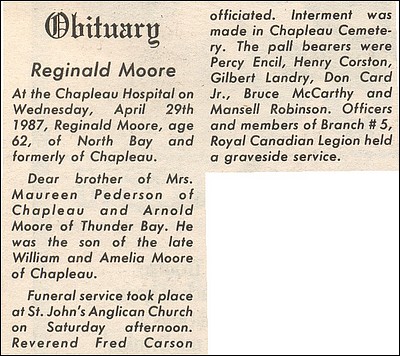 Obituary
Reginald Moore
At the Chapleau Hospital on
Wednesday, April 29th
1987, Reginald Moore, age
62, of North Bay and
formerly of Chapleau.
Dear brother of Mrs.
Maureen Pederson of
Chapleau and Arnold
Moore of Thunder Bay. He
was the son of the late
William and Amelia Moore
of Chapleau.
Funeral service took place
at St. John's Anglican Church
on Saturday afternoon.
Reverend Fred Carson
officiated. Interment was
made in Chapleau Cemete-
ry. The pall bearers were
Percy Encil, Henry Corston,
Gilbert Landry, Don Card
Jr., Bruce McCarthy and
Mansell Robinson. Officers
and members of Branch # 5,
Royal Canadian Legion held
a graveside service.